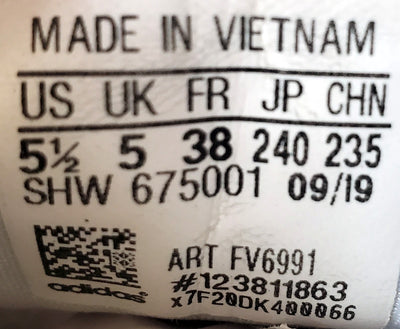 MADE IN VIETNAM
US UK FR JP CHN
5½ 5 38 240 235
SHW 675001 09/19
ART FV6991
adidas #123811863
x7F20DK400066